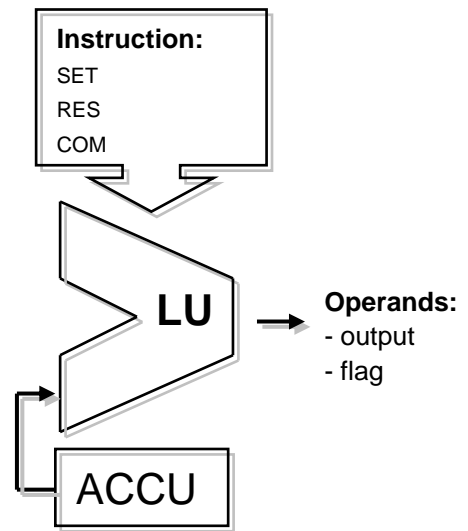 Instruction:
SET
RES
COM
LU
Operands:
- output
- flag
ACCU